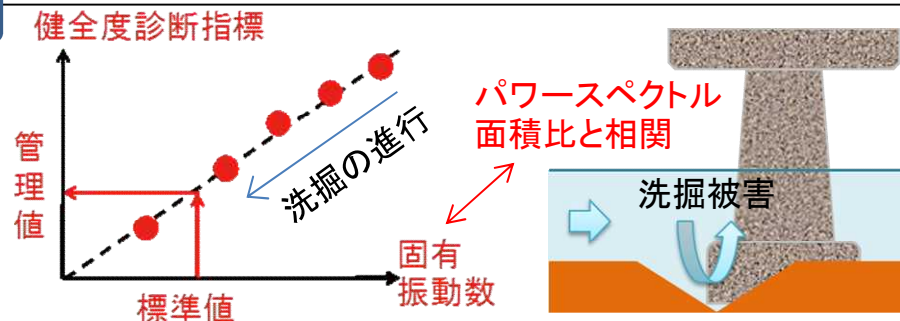 健全度診断指標
管
理
値
洗掘の進行
標準値
固有
振動数
パワースペクトル
面積比と相関
洗掘被害